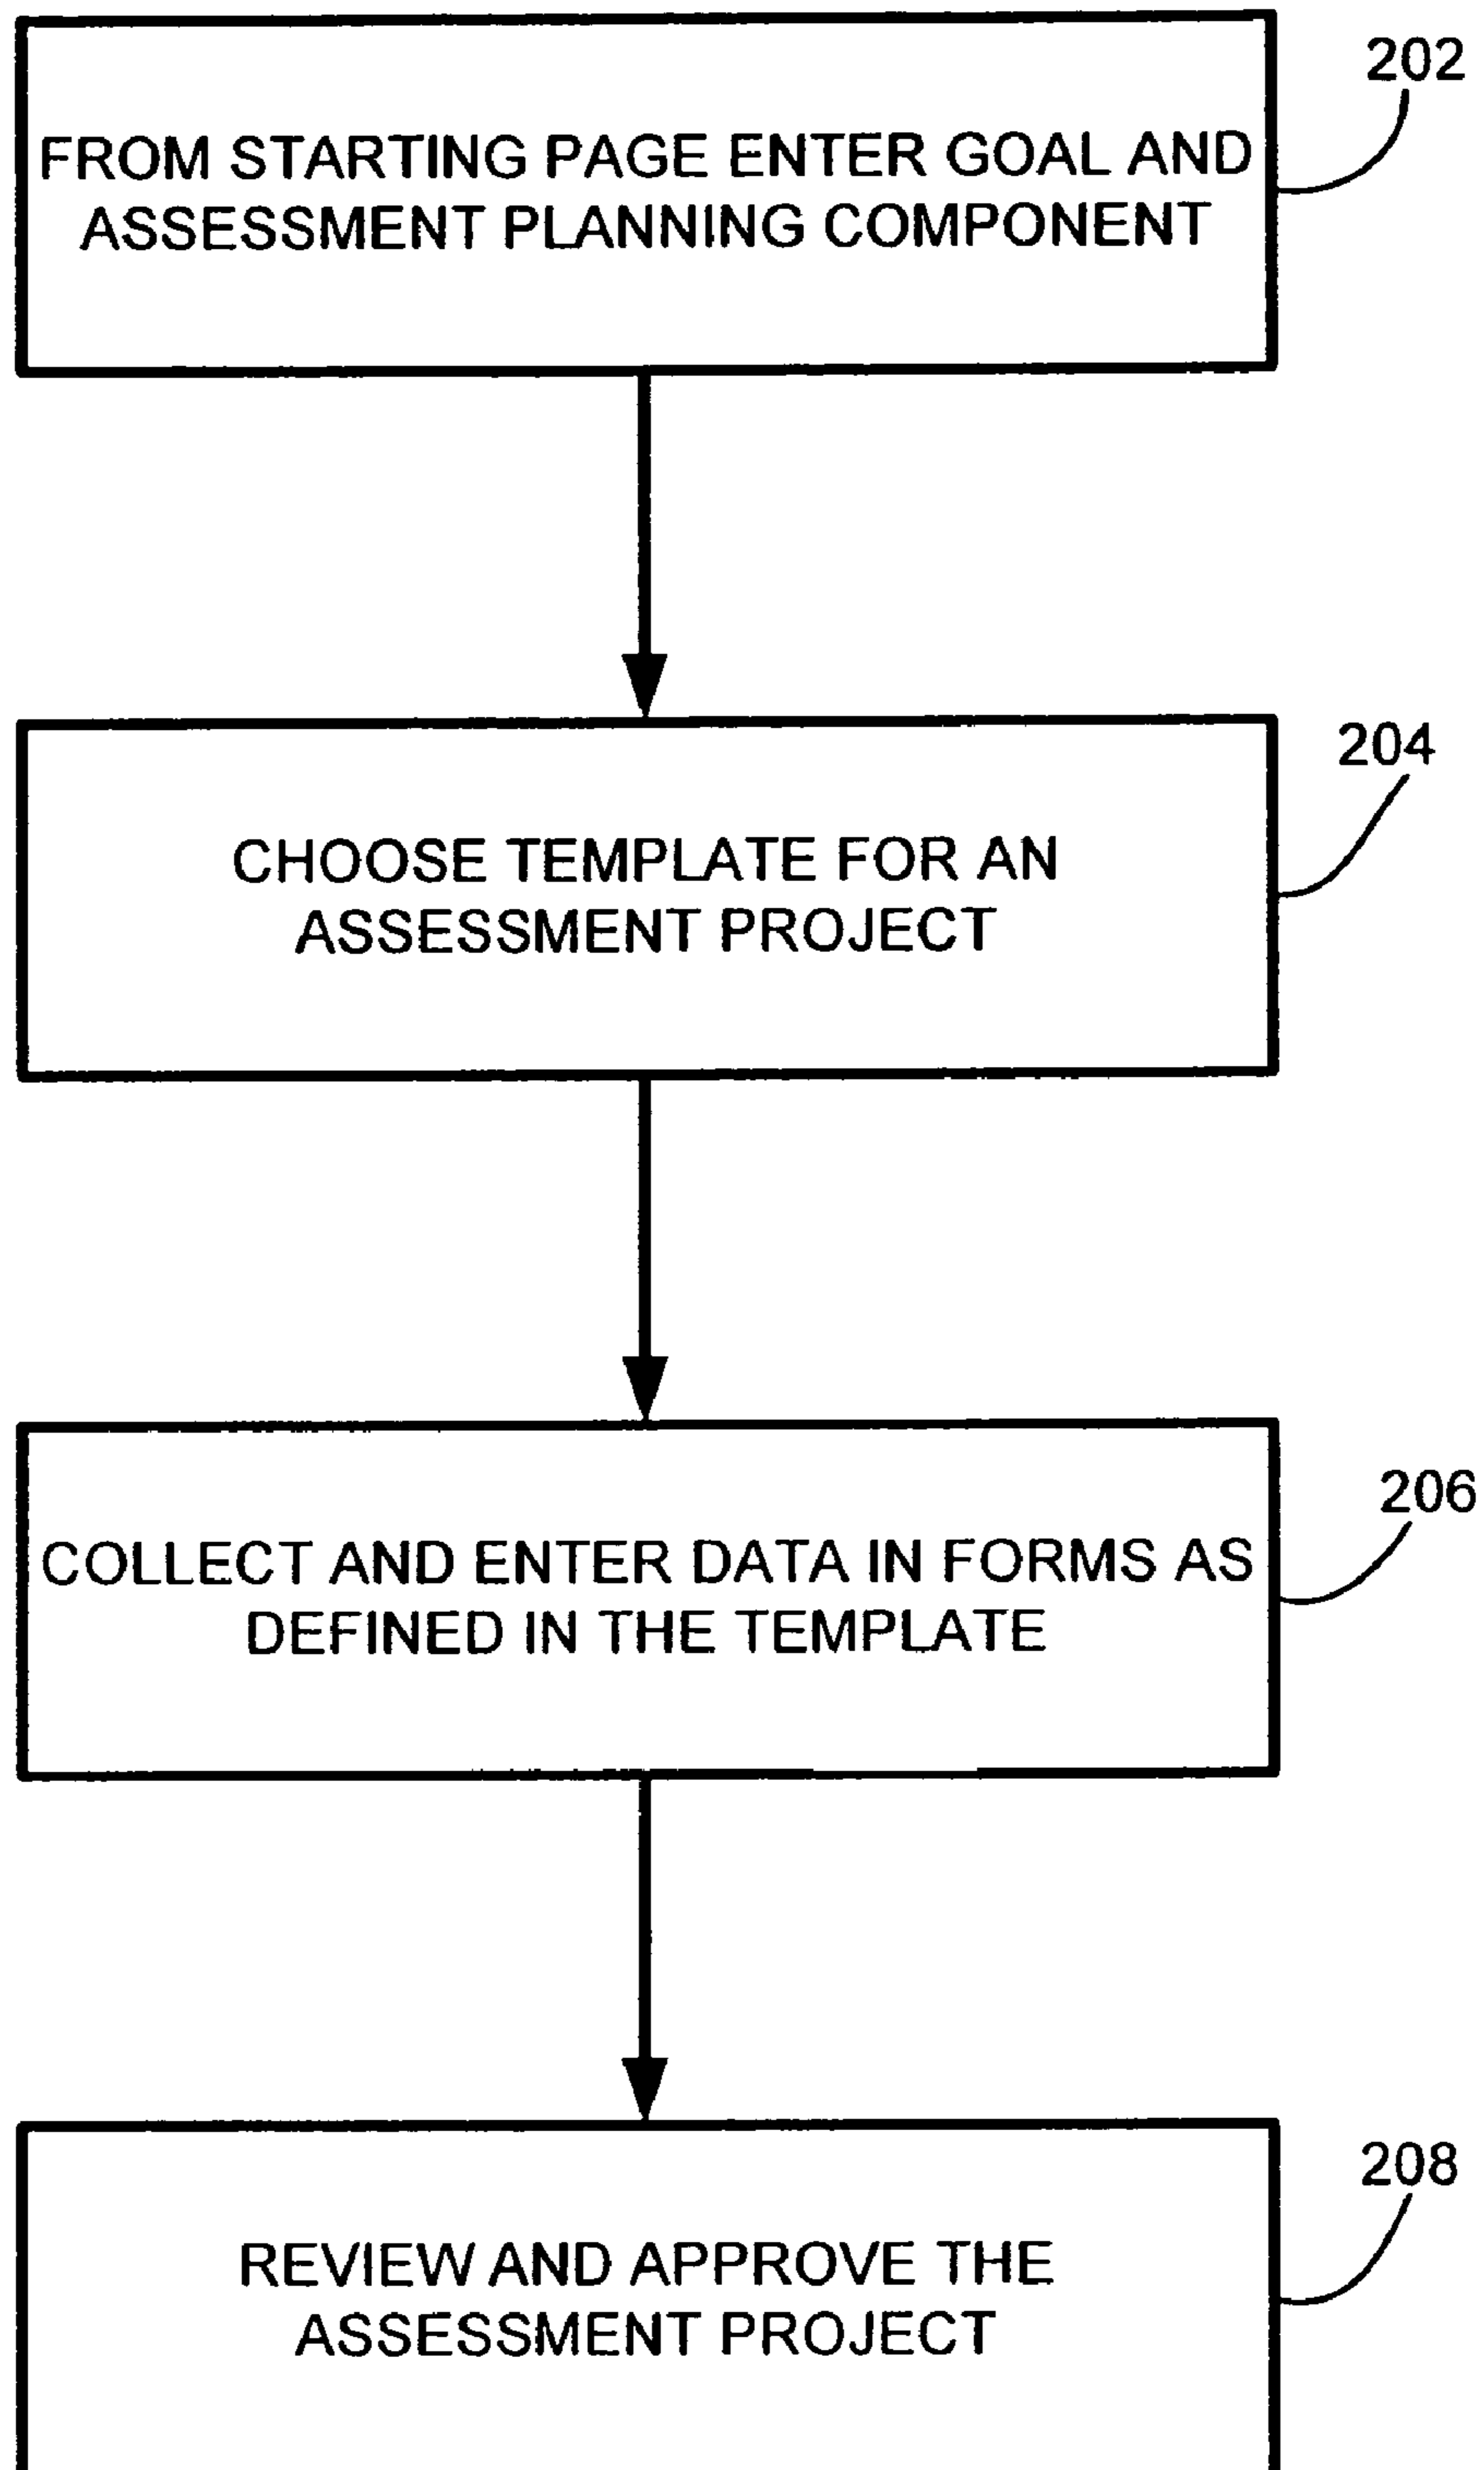 202
FROM STARTING PAGE ENTER GOAL AND
ASSESSMENT PLANNING COMPONENT
204
CHOOSE TEMPLATE FOR AN
ASSESSMENT PROJECT
206
COLLECT AND ENTER DATA IN FORMS AS
DEFINED IN THE TEMPLATE
208
REVIEW AND APPROVE THE
ASSESSMENT PROJECT